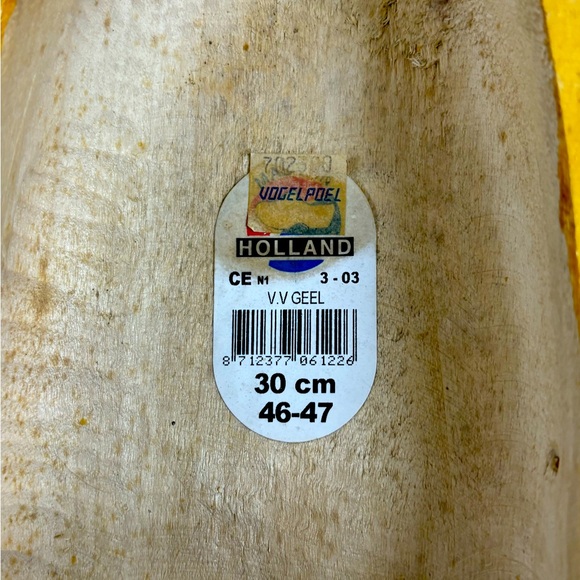 702300
VOGELPOEL
HOLLAND
CE N1 3 - 03
V.V GEEL
8 712377 061226
30 cm
46-47